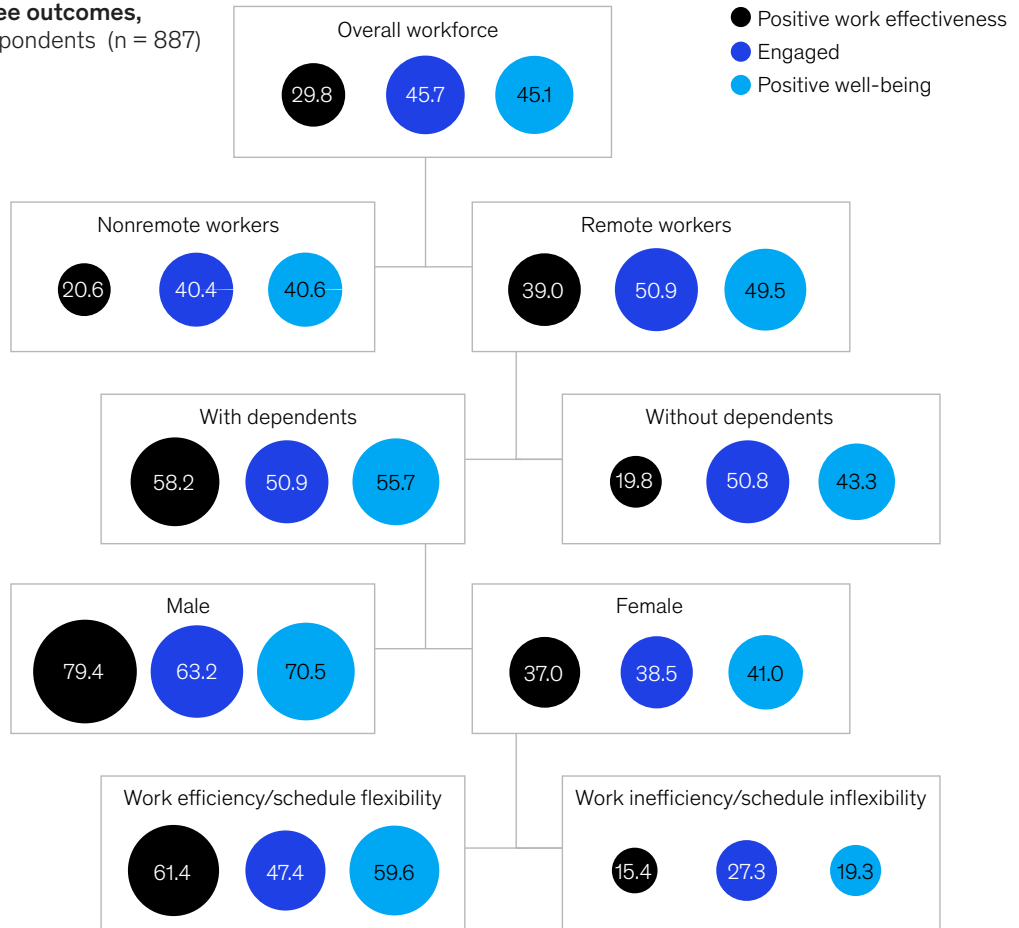 outcomes,
(n = 887)
Positive work effectiveness
Engaged
Positive well-being
Overall workforce
29.8 45.7 45.1
Nonremote workers
20.6 40.4 40.6
Remote workers
39.0 50.9 49.5
With dependents
58.2 50.9 55.7
Without dependents
19.8 50.8 43.3
Male
79.4 63.2 70.5
Female
37.0 38.5 41.0
Work efficiency/schedule flexibility
61.4 47.4 59.6
Work inefficiency/schedule inflexibility
15.4 27.3 19.3